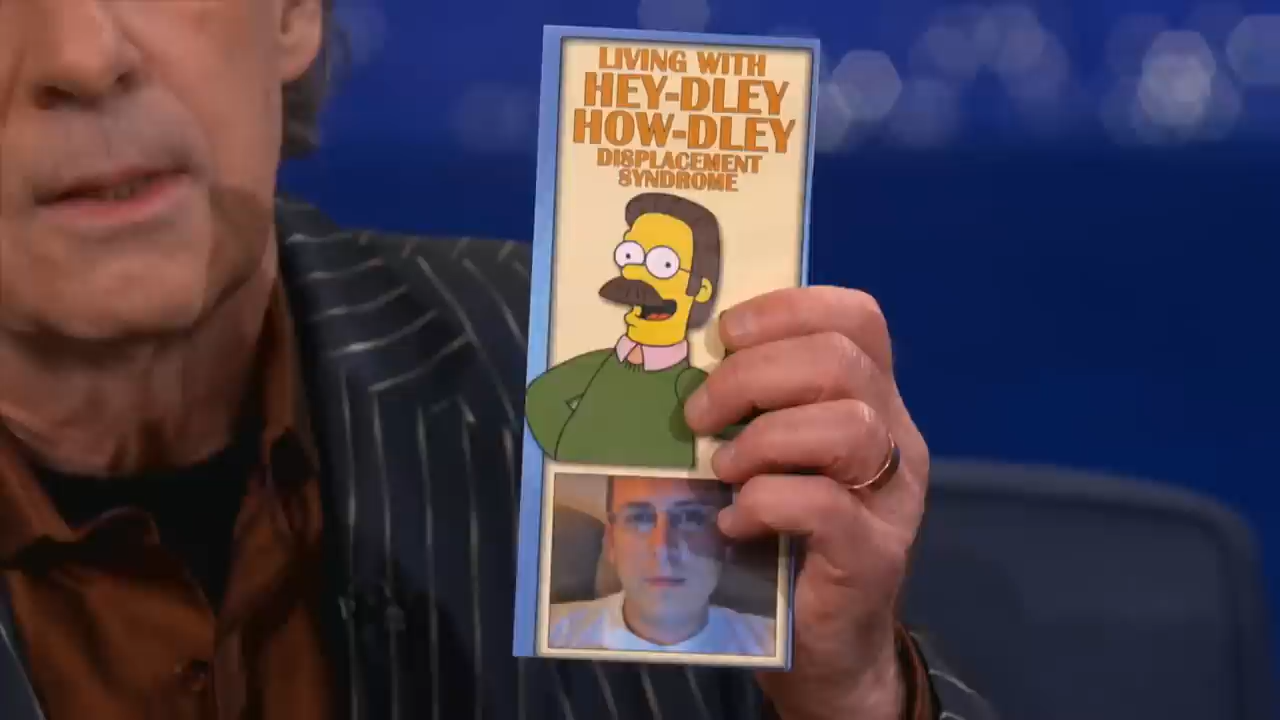 LIVING WITH
HEY-DLEY
HOW-DLEY
DISPLACEMENT
SYNDROME